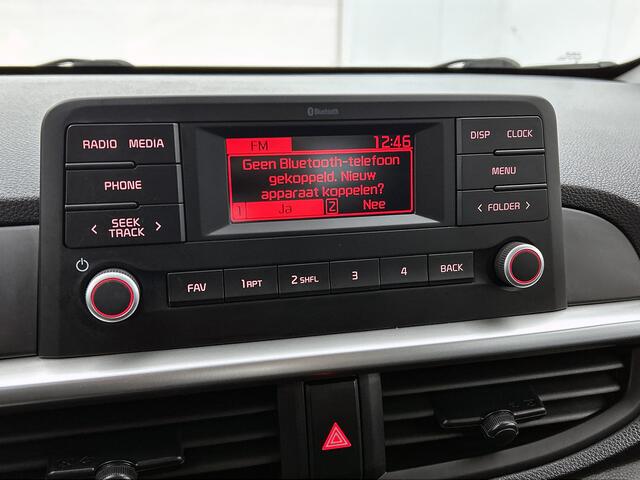 Bluetooth
RADIO MEDIA
PHONE
< SEEK TRACK >
FM 12:46
Geen Bluetooth-telefoon
gekoppeld. Nieuw
apparaat koppelen?
1 Ja 2 Nee
DISP CLOCK
MENU
< FOLDER >
FAV 1 RPT 2 SHFL 3 4 BACK